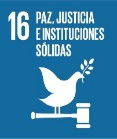 16 PAZ, JUSTICIA
E INSTITUCIONES
SÓLIDAS